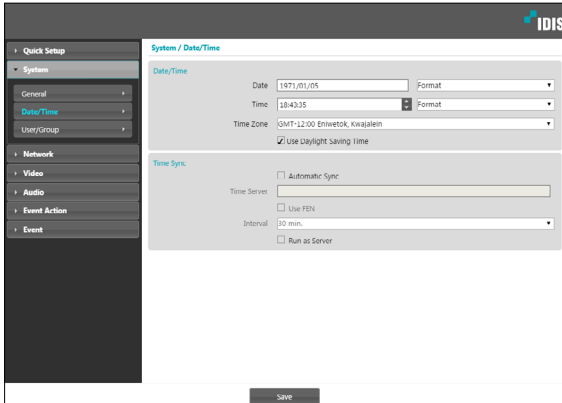 IDIS
Quick Setup
System
General
Date/Time
User/Group
Network
Video
Audio
Event Action
Event
System / Date/Time
Date/Time
Date 1971/01/05 Format
Time 18:43:35 Format
Time Zone GMT-12:00 Eniwetok, Kwajalein
Use Daylight Saving Time
Time Sync.
Automatic Sync
Time Server
Use FEN
Interval 30 min.
Run as Server
Save